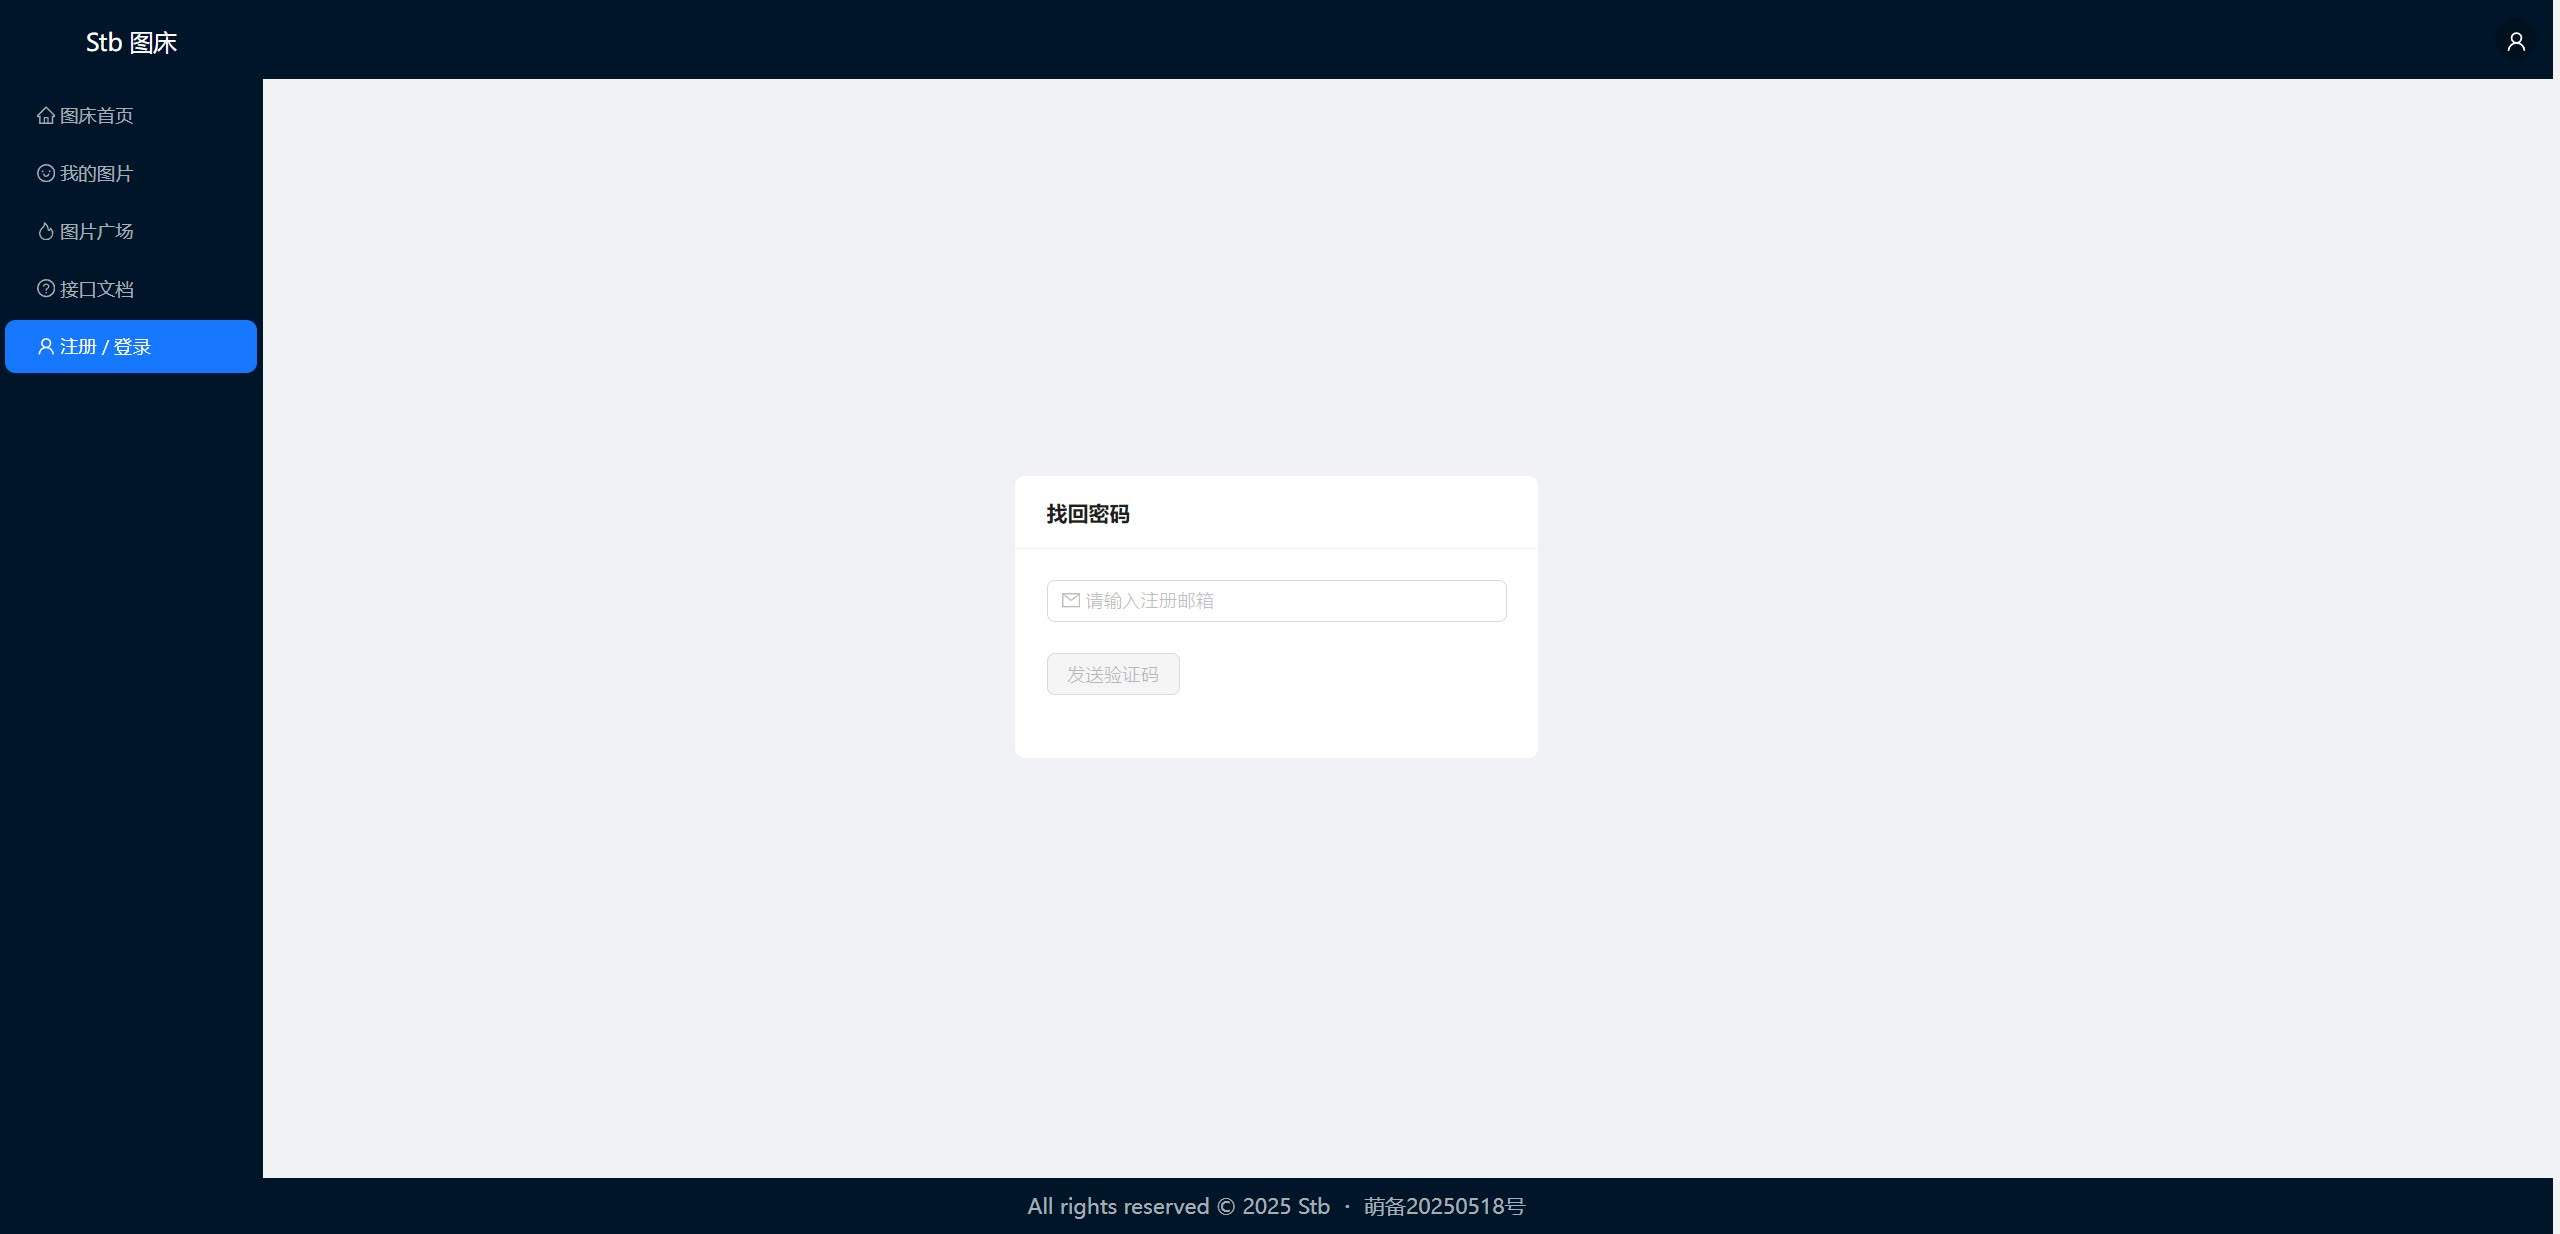 Stb 图床
图床首页
我的图片
图片广场
接口文档
注册 / 登录
找回密码
请输入注册邮箱
发送验证码
All rights reserved © 2025 Stb · 萌备20250518号